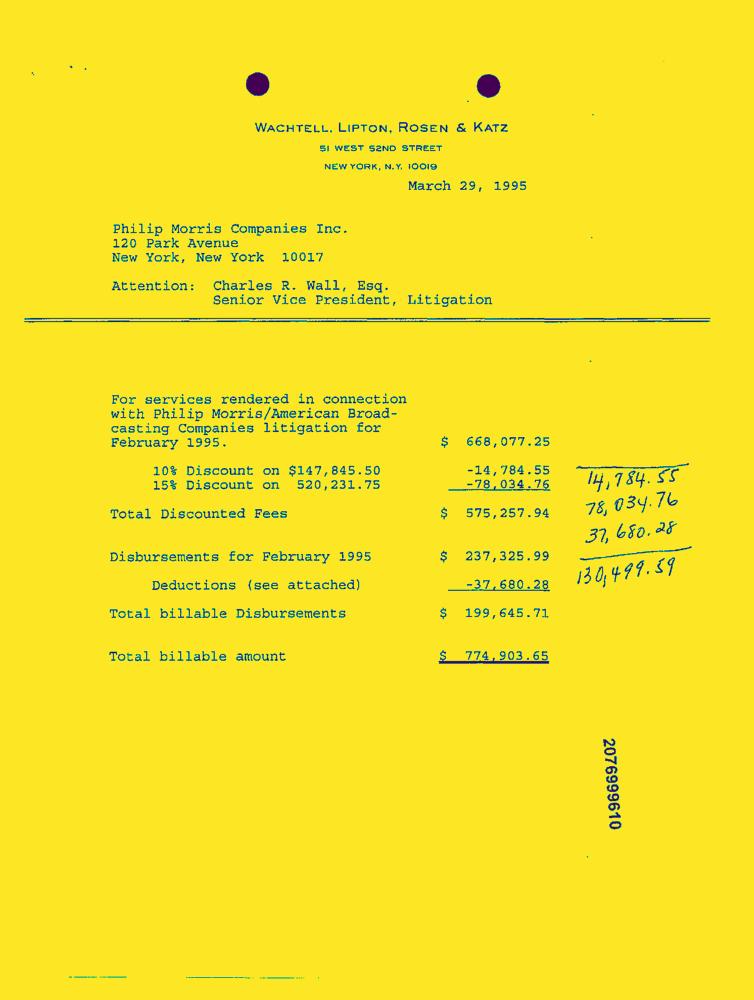 WACHTELL, LIPTON, ROSEN & KATZ
51 WEST 52ND STREET
NEW YORK, N.Y. 10019
March 29, 1995
Philip Morris Companies Inc.
120 Park Avenue
New York, New York 10017
Attention: Charles R. Wall, Esq.
Senior Vice President, Litigation
For services rendered in connection
with Philip Morris/American Broad-
casting Companies litigation for
February 1995. $ 668,077.25
10% Discount on $147,845.50 -14,784.55
15% Discount on 520,231.75 -78,034.76
Total Discounted Fees $ 575,257.94
Disbursements for February 1995 $ 237,325.99
Deductions (see attached) -37,680.28
Total billable Disbursements $ 199,645.71
Total billable amount $ 774,903.65
14,784.55
78,034.76
37,680.28
130,499.59
2076999610